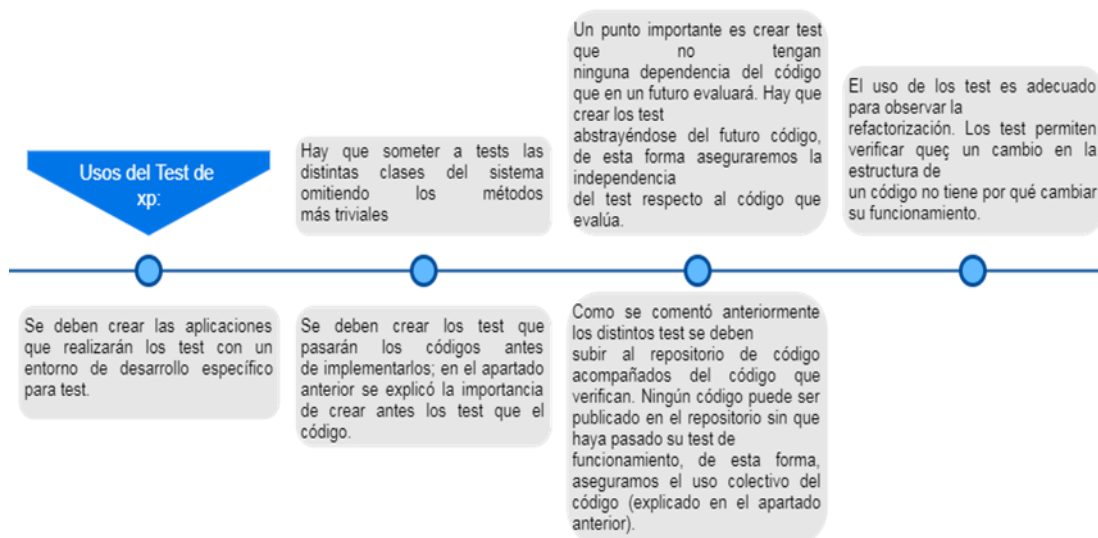 Usos del Test de
xp:
Se deben crear las aplicaciones
que realizarán los test con un
entorno de desarrollo específico
para test.
Hay que someter a tests las
distintas clases del sistema
omitiendo los métodos
más triviales
Se deben crear los test que
pasarán los códigos antes
de implementarlos; en el apartado
anterior se explicó la importancia
de crear antes los test que el
código.
Un punto importante es crear test
que no tengan
ninguna dependencia del código
que en un futuro evaluará. Hay que
crear los test
abstrayéndose del futuro código,
de esta forma aseguraremos la
independencia
del test respecto al código que
evalúa.
Como se comentó anteriormente
los distintos test se deben
subir al repositorio de código
acompañados del código que
verifican. Ningún código puede ser
publicado en el repositorio sin que
haya pasado su test de
funcionamiento, de esta forma,
aseguramos el uso colectivo del
código (explicado en el apartado
anterior).
El uso de los test es adecuado
para observar la
refactorización. Los test permiten
verificar queç un cambio en la
estructura de
un código no tiene por qué cambiar
su funcionamiento.